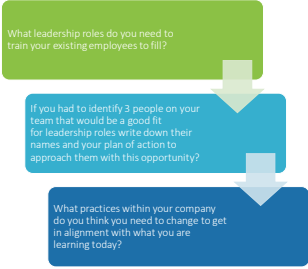 What leadership roles do you need to
train your existing employees to fill?
If you had to identify 3 people on your
team that would be a good fit
for leadership roles write down their
names and your plan of action to
approach them with this opportunity?
What practices within your company
do you think you need to change to get
in alignment with what you are
learning today?